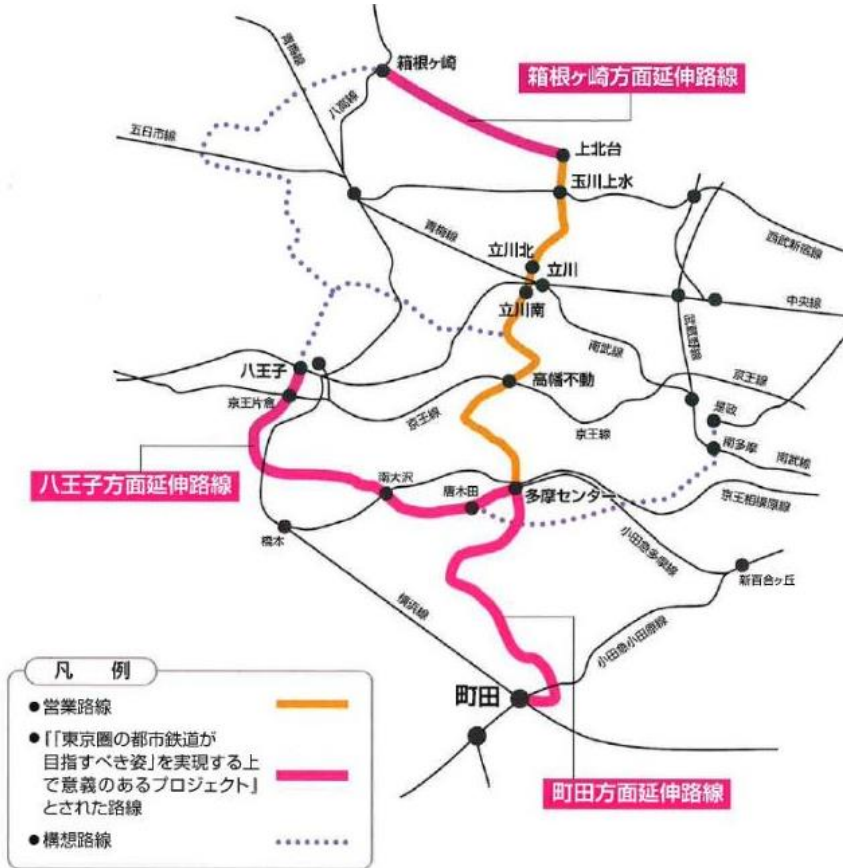 青梅線
箱根ヶ崎
箱根ヶ崎方面延伸路線
八高線
五日市線
上北台
玉川上水
青梅線
西武新宿線
立川北
立川
立川南
中央線
武蔵野線
南武線
八王子
高幡不動
京王線
京王片倉
京王線
是政
京王線
南多摩
南武線
八王子方面延伸路線
南大沢
唐木田
多摩センター
京王相模原線
橋本
小田急多摩線
新百合ヶ丘
横浜線
小田急小田原線
町田
町田方面延伸路線
凡 例
●営業路線
●『「東京圏の都市鉄道が
目指すべき姿」を実現する上
で意義のあるプロジェクト』
とされた路線
●構想路線